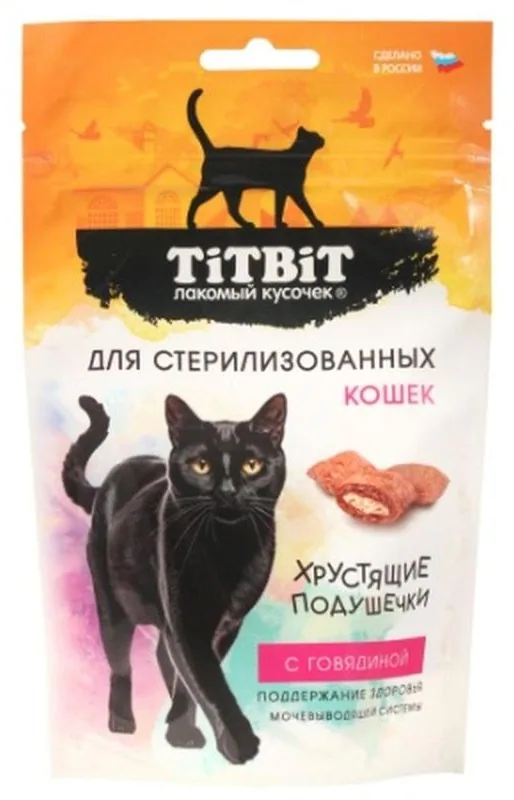 СДЕЛАНО
В РОССИИ
TiTBiT
лакомый кусочек®
ДЛЯ СТЕРИЛИЗОВАННЫХ
КОШЕК
ХРУСТЯЩИЕ
ПОДУШЕЧКИ
С ГОВЯДИНОЙ
ПОДДЕРЖАНИЕ ЗДОРОВЬЯ
МОЧЕВЫВОДЯЩЕЙ СИСТЕМЫ